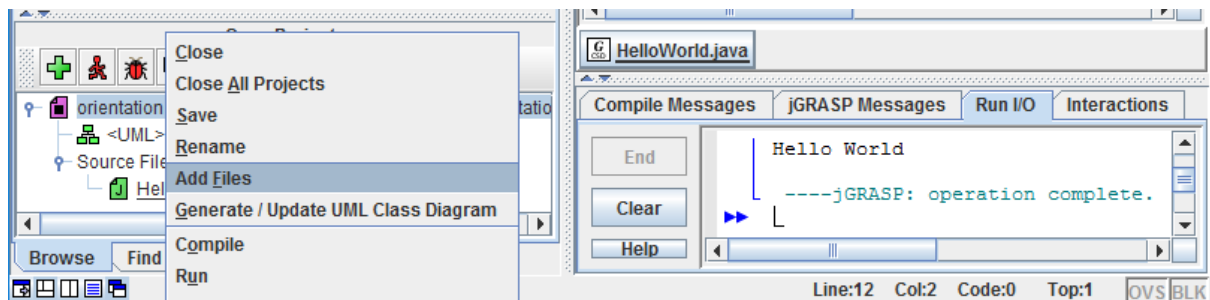 Close
Close All Projects
Save
Rename
Add Files
Generate / Update UML Class Diagram
Compile
Run
orientation
<UML>
Source File
Hel
Browse Find
HelloWorld.java
Compile Messages jGRASP Messages Run I/O Interactions
End
Clear
Help
Hello World
----jGRASP: operation complete.
Line:12 Col:2 Code:0 Top:1 OVS BLK